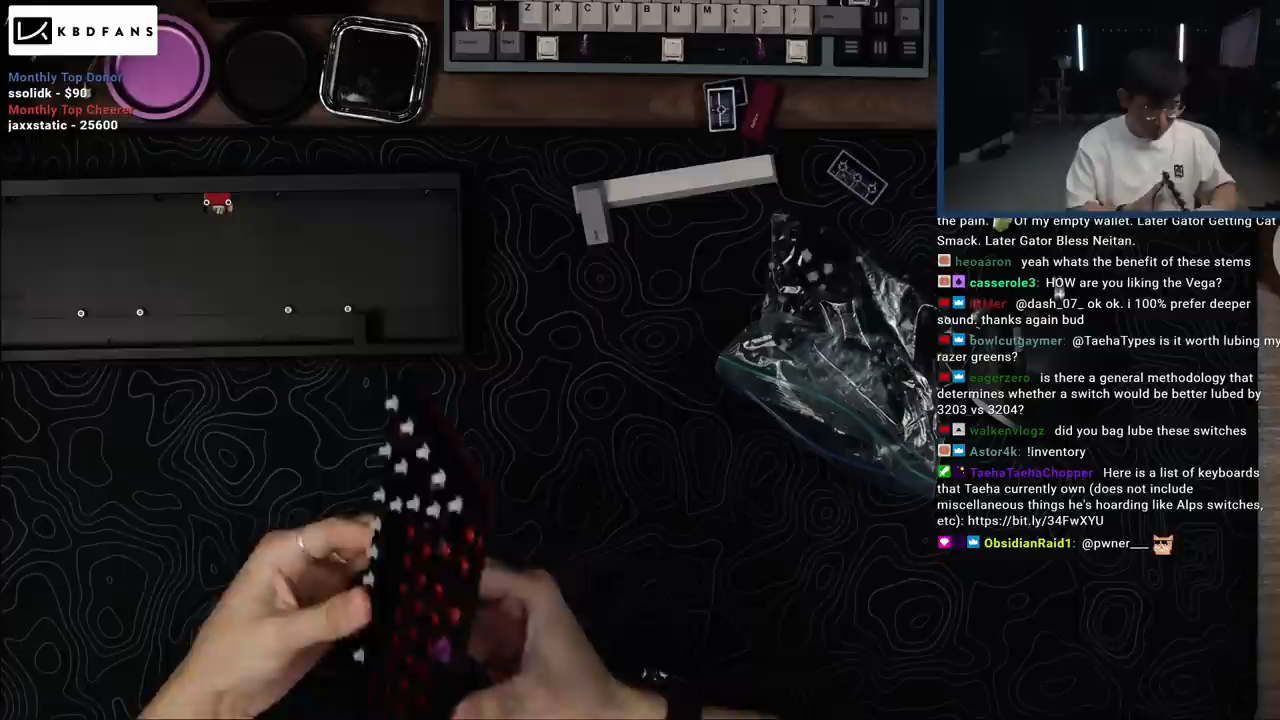 KBDFANS
Monthly Top Donor
ssolidk - $90
Monthly Top Cheerer
jaxxstatic - 25600
Z X C V B N M < > ? /
the pain. Of my empty wallet. Later Gator Getting Cat
Smack. Later Gator Bless Neitan.
heoaaron yeah whats the benefit of these stems
casserole3: HOW are you liking the Vega?
@dash_07_ ok ok. i 100% prefer deeper
sound. thanks again bud
bowlcutgaymer: @TaehaTypes is it worth lubing my
razer greens?
eagerzero: is there a general methodology that
determines whether a switch would be better lubed by
3203 vs 3204?
walkenvlogz did you bag lube these switches
Astor4k: !inventory
TaehaTaehaChopper Here is a list of keyboards
that Taeha currently own (does not include
miscellaneous things he's hoarding like Alps switches,
etc): https://bit.ly/34FwXYU
ObsidianRaid1: @pwner___